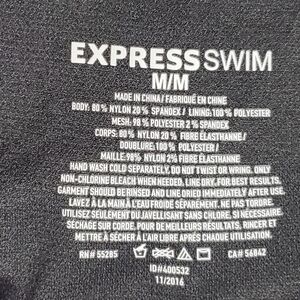 EXPRESS SWIM
M/M
MADE IN CHINA / FABRIQUÉ EN CHINE
BODY: 80 % NYLON 20 % SPANDEX / LINING: 100 % POLYESTER
MESH: 98 % POLYESTER 2 % SPANDEX
CORPS: 80 % NYLON 20 % FIBRE ÉLASTHANNE /
DOUBLURE: 100 % POLYESTER /
MAILLE: 98% NYLON 2% FIBRE ÉLASTHANNE
HAND WASH COLD SEPARATELY. DO NOT TWIST OR WRING. ONLY
NON-CHLORINE BLEACH WHEN NEEDED. LINE DRY. FOR BEST RESULTS,
GARMENT SHOULD BE RINSED AND LINE DRIED IMMEDIATELY AFTER WEARING.
LAVEZ À LA MAIN À L'EAU FROIDE SÉPARÉMENT. NE PAS TORDRE.
UTILISEZ SEULEMENT DU JAVELLISANT SANS CHLORE, SI NÉCESSAIRE.
SÉCHAGE SUR CORDE. POUR DE MEILLEURS RÉSULTATS, RINCER ET
METTRE À SÉCHER À L'AIR LIBRE APRÈS CHAQUE UTILISATION.
RN# 55285 CA# 56842
ID#400532
11/2016